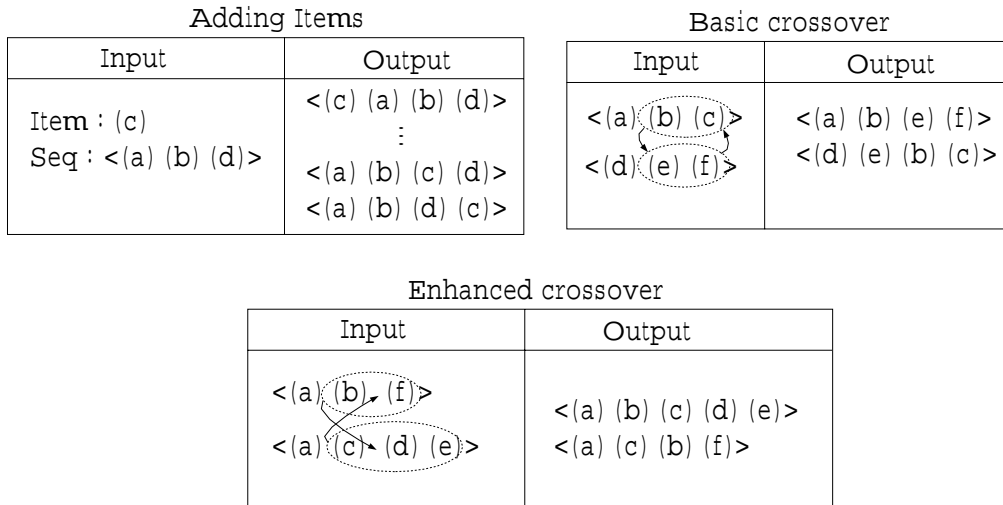 Adding Items
Input Output
Item : (c)
Seq : <(a) (b) (d)>
<(c) (a) (b) (d)>
⋮
<(a) (b) (c) (d)>
<(a) (b) (d) (c)>
Basic crossover
Input Output
<(a) (b) (c)>
<(d) (e) (f)>
<(a) (b) (e) (f)>
<(d) (e) (b) (c)>
Enhanced crossover
Input Output
<(a) (b) (f)>
<(a) (c) (d) (e)>
<(a) (b) (c) (d) (e)>
<(a) (c) (b) (f)>